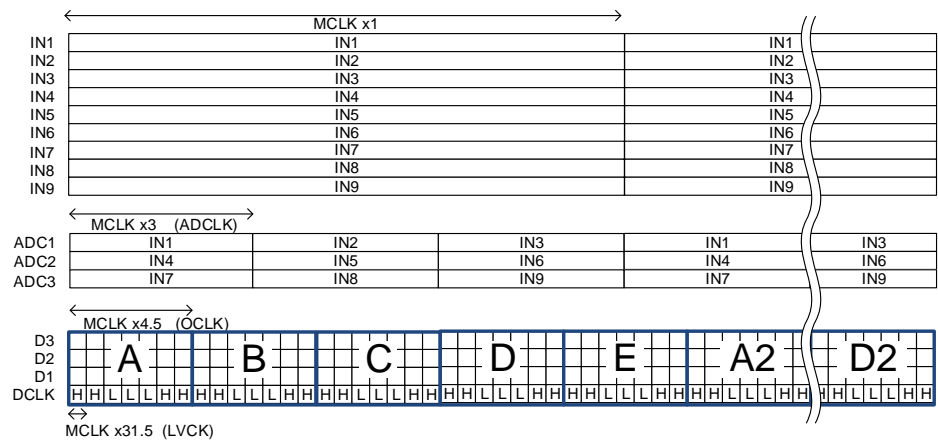 MCLK x1
IN1 IN1 IN1
IN2 IN2 IN2
IN3 IN3 IN3
IN4 IN4 IN4
IN5 IN5 IN5
IN6 IN6 IN6
IN7 IN7 IN7
IN8 IN8 IN8
IN9 IN9 IN9
MCLK x3 (ADCLK)
ADC1 IN1 IN2 IN3 IN1 IN3
ADC2 IN4 IN5 IN6 IN4 IN6
ADC3 IN7 IN8 IN9 IN7 IN9
MCLK x4.5 (OCLK)
D3
D2 A B C D E A2 D2
D1
DCLK H H L L L H H H H L L L H H H H L L L H H H H L L L H H H H L L L H H H H L L L H H H H L L L H H
MCLK x31.5 (LVCK)